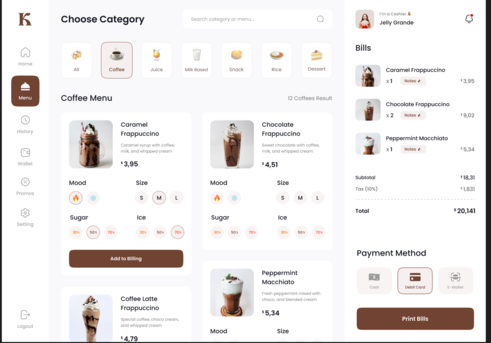 K
Home
Menu
History
Wallet
Promos
Setting
Logout
Choose Category
Search category or menu...
All
Coffee
Juice
Milk Based
Snack
Rice
Dessert
Coffee Menu
12 Coffees Result
Caramel
Frappuccino
Caramel syrup with coffee,
milk, and whipped cream
$3,95
Mood
Size
S
M
L
Sugar
Ice
30%
50%
70%
30%
50%
70%
Add to Billing
Chocolate
Frappuccino
Sweet chocolate with coffee,
milk, and whipped cream
$4,51
Mood
Size
S
M
L
Sugar
Ice
30%
50%
70%
30%
50%
70%
Coffee Latte
Frappuccino
Special coffee, choco cream,
and whipped cream
$4,79
Mood
Size
Peppermint
Macchiato
Fresh peppermint mixed with
choco, and blended cream
$5,34
Mood
Size
I'm a Cashier
Jelly Grande
Bills
Caramel Frappuccino
x 1
Notes
$3,95
Chocolate Frappuccino
x 2
Notes
$9,02
Peppermint Macchiato
x 1
Notes
$5,34
Subtotal
$18,31
Tax (10%)
$1,831
Total
$20,141
Payment Method
Cash
Debit Card
E-Wallet
Print Bills